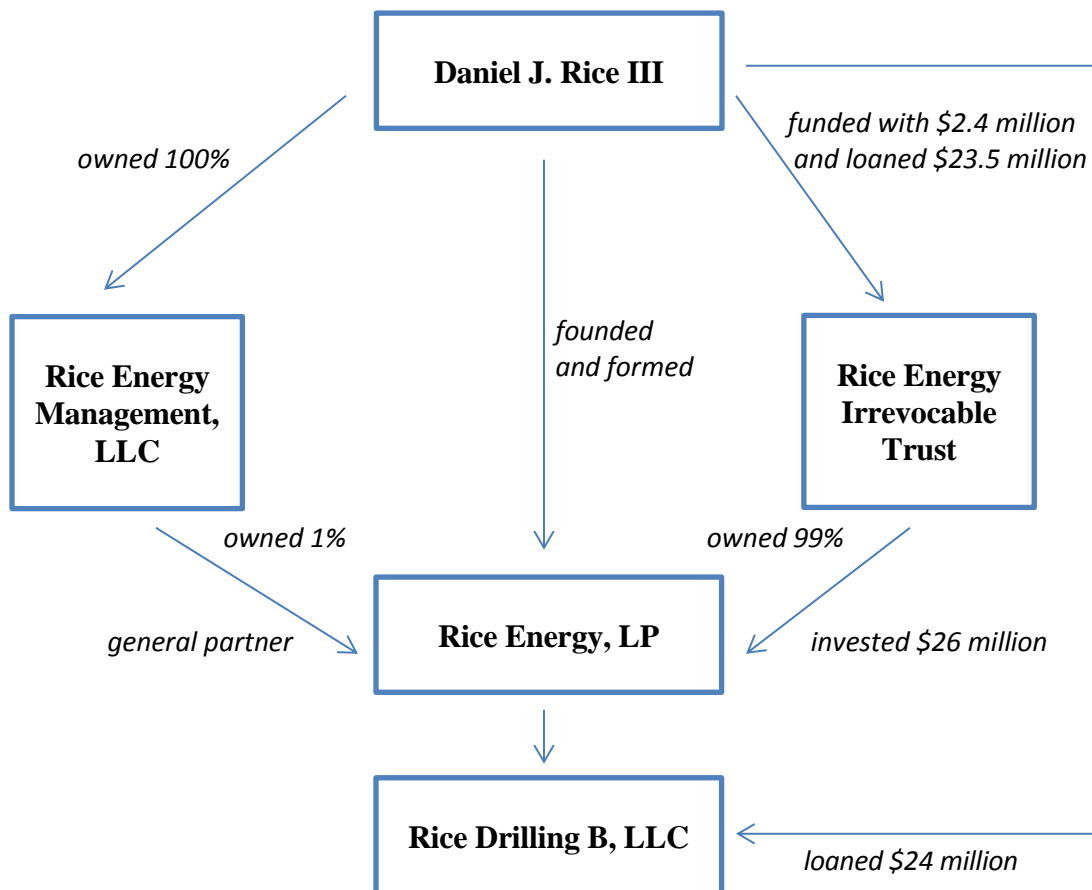 Daniel J. Rice III
owned 100%
funded with $2.4 million
and loaned $23.5 million
founded
and formed
Rice Energy
Management,
LLC
Rice Energy
Irrevocable
Trust
owned 1%
owned 99%
general partner
Rice Energy, LP
invested $26 million
Rice Drilling B, LLC
loaned $24 million